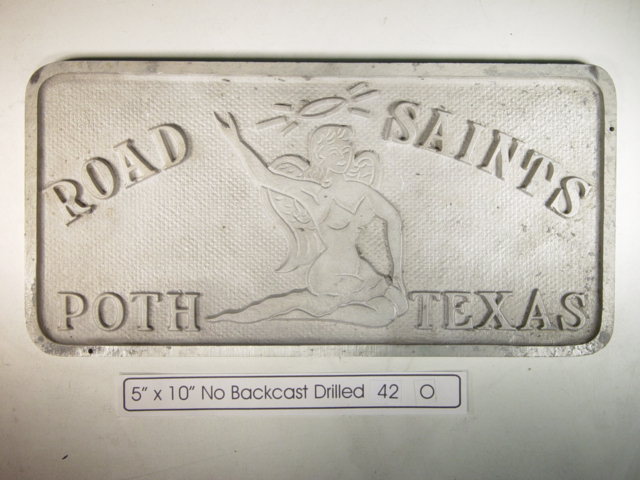 ROAD SAINTS
POTH TEXAS
5" x 10" No Backcast Drilled 42 O